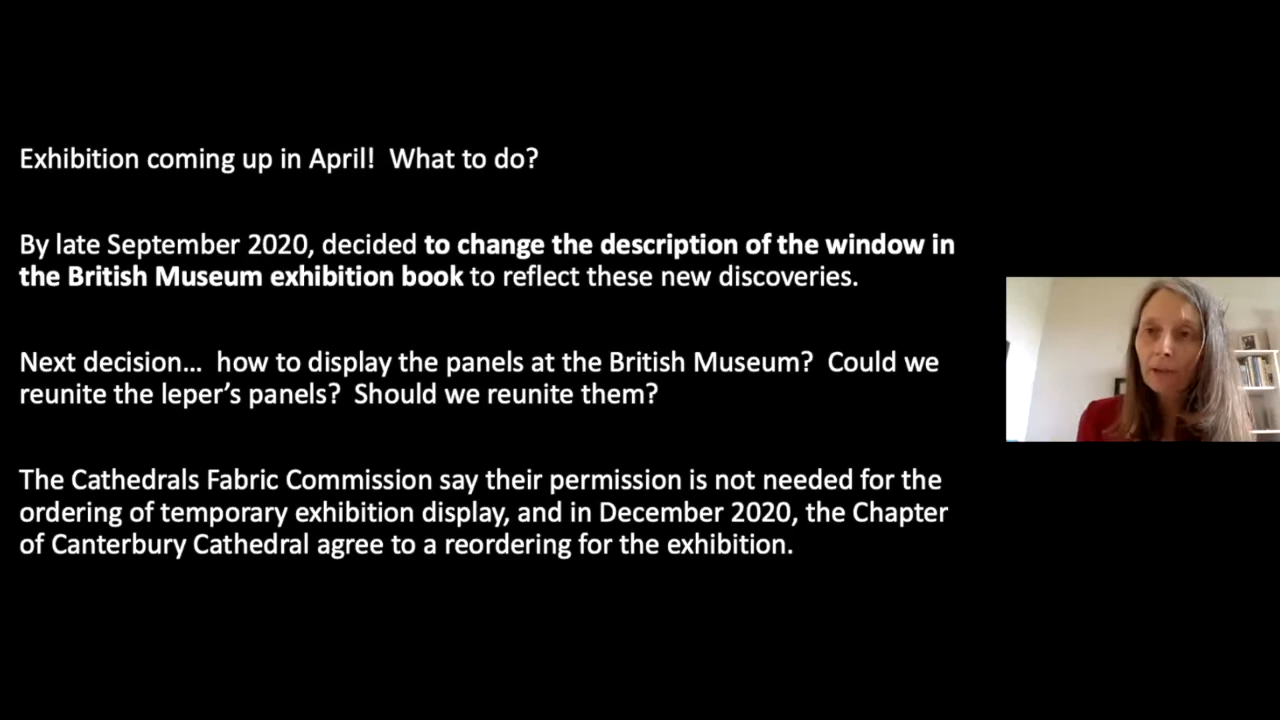 Exhibition coming up in April!  What to do?
By late September 2020, decided to change the description of the window in
the British Museum exhibition book to reflect these new discoveries.
Next decision...  how to display the panels at the British Museum?  Could we
reunite the leper’s panels?  Should we reunite them?
The Cathedrals Fabric Commission say their permission is not needed for the
ordering of temporary exhibition display, and in December 2020, the Chapter
of Canterbury Cathedral agree to a reordering for the exhibition.